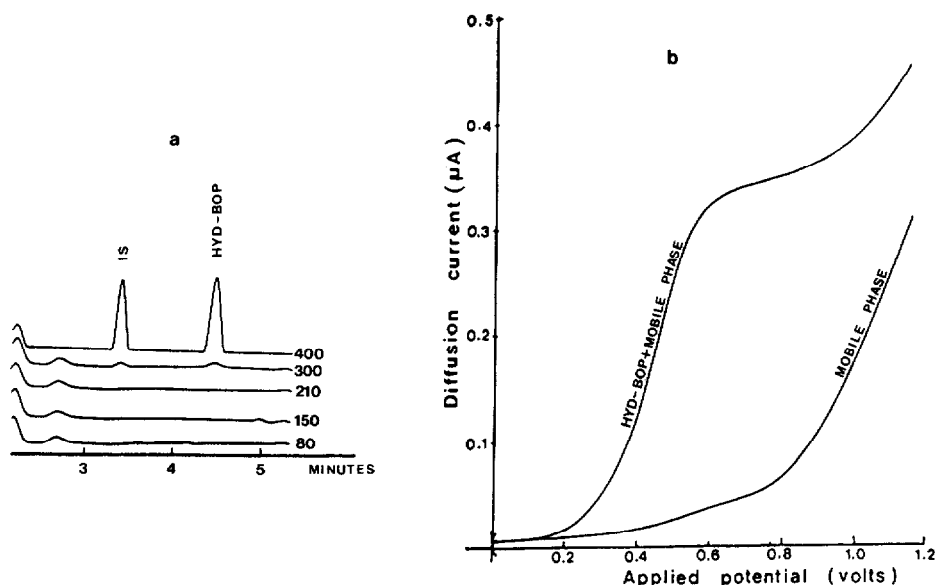 a
IS
HYD-BOP
400
300
210
150
80
3 4 5 MINUTES
b
Diffusion current (μA)
0.5
0.4
0.3
0.2
0.1
HYD-BOP+MOBILE PHASE
MOBILE PHASE
0.2 0.4 0.6 0.8 1.0 1.2
Applied potential (volts)